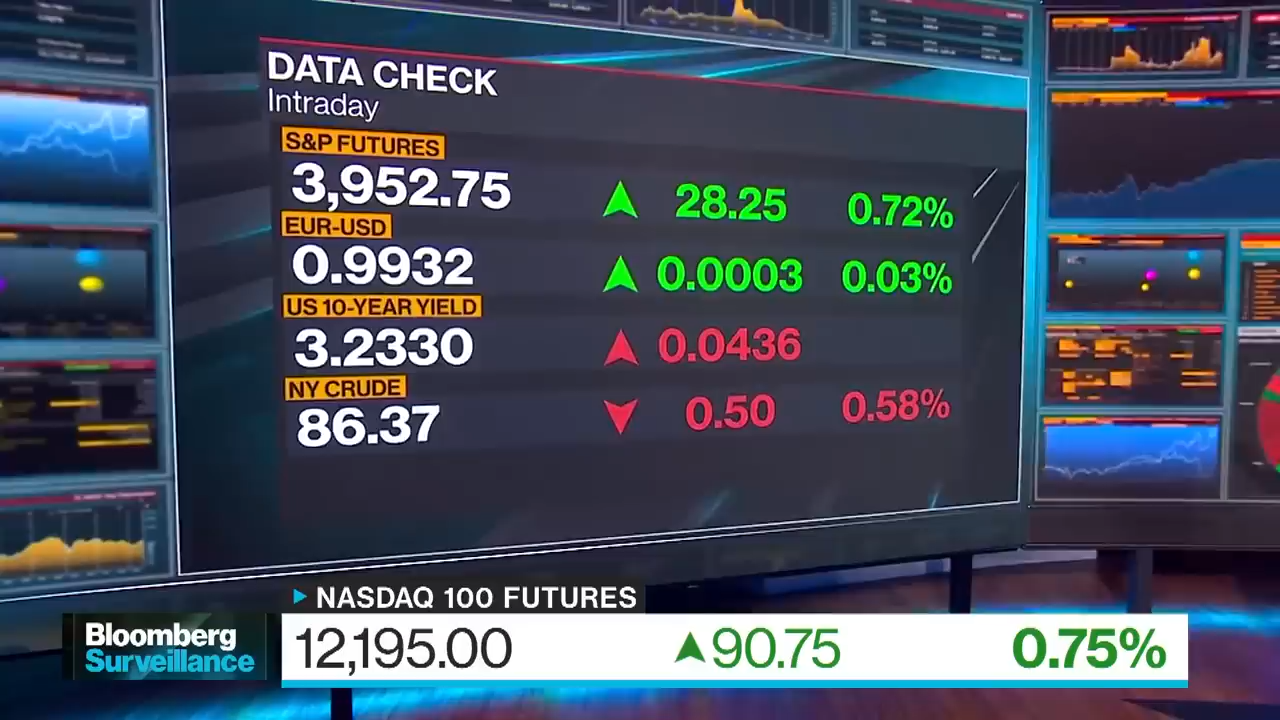 DATA CHECK
Intraday
S&P FUTURES
3,952.75 ▲ 28.25 0.72%
EUR-USD
0.9932 ▲ 0.0003 0.03%
US 10-YEAR YIELD
3.2330 ▲ 0.0436
NY CRUDE
86.37 ▼ 0.50 0.58%
NASDAQ 100 FUTURES
Bloomberg
Surveillance
12,195.00 ▲90.75 0.75%